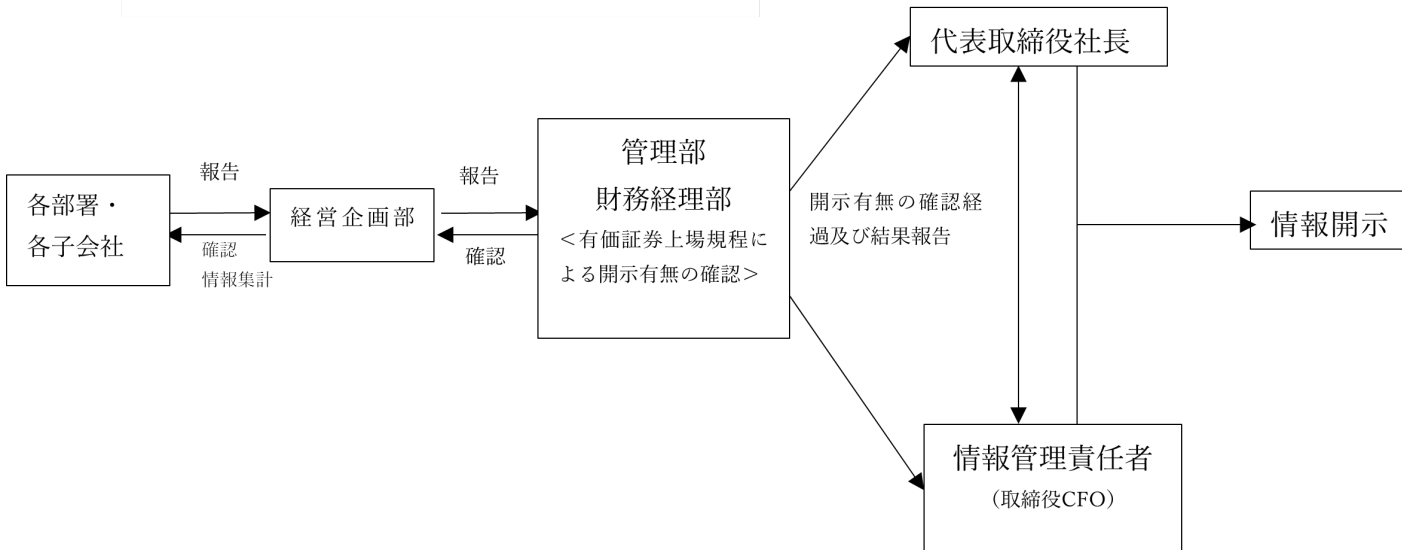 代表取締役社長
管理部
財務経理部
＜有価証券上場規程に
よる開示有無の確認＞
報告
報告
各部署・
各子会社
経営企画部
確認
情報集計
確認
開示有無の確認経
過及び結果報告
情報開示
情報管理責任者
（取締役CFO）